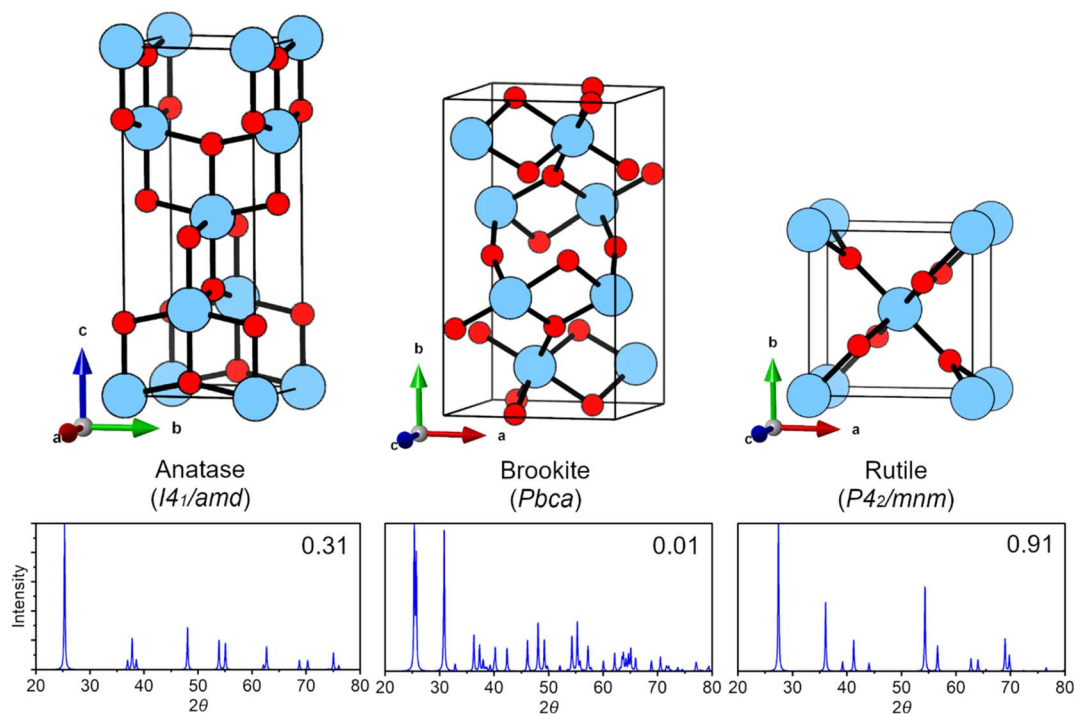 c
a
b
b
c
a
b
c
a
Anatase
(I4₁/amd)
Brookite
(Pbca)
Rutile
(P4₂/mnm)
Intensity
0.31
0.01
0.91
20 30 40 50 60 70 80
2θ
20 30 40 50 60 70 80
2θ
20 30 40 50 60 70 80
2θ